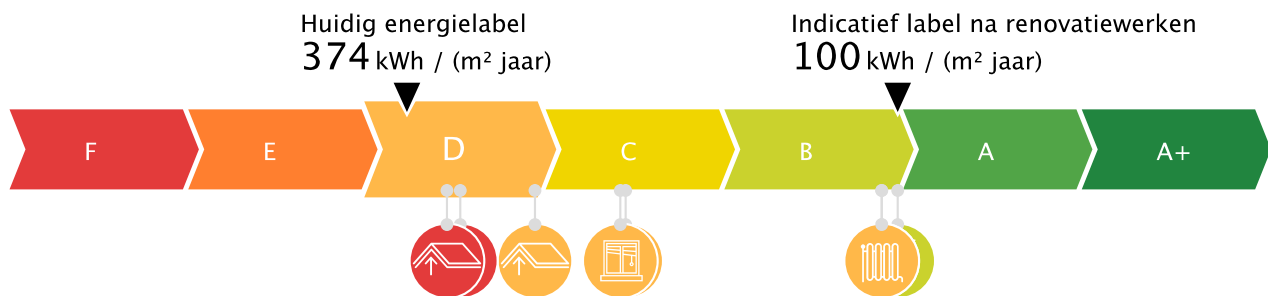 Huidig energielabel
374 kWh / (m² jaar)
Indicatief label na renovatiewerken
100 kWh / (m² jaar)
F E D C B A A+